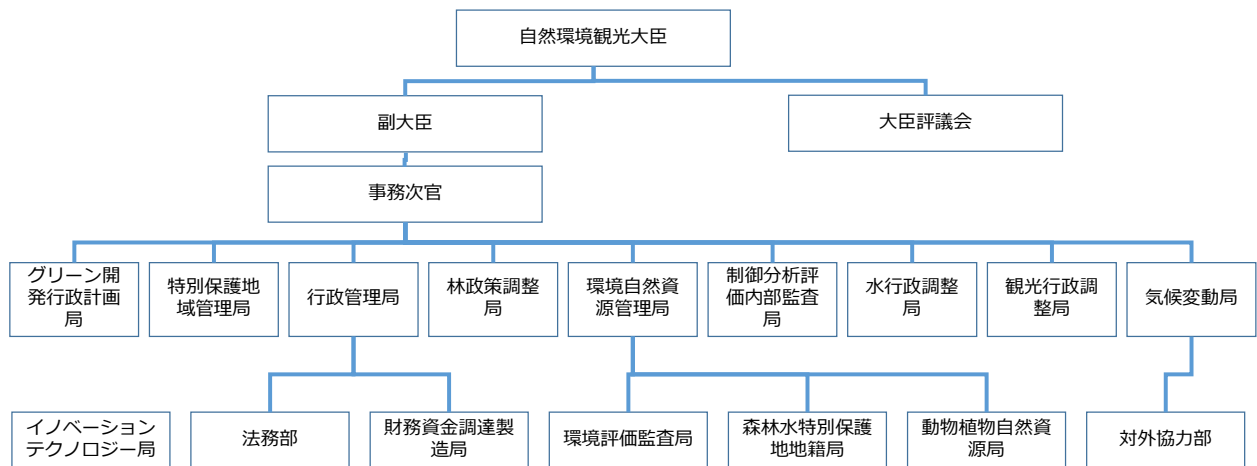 自然環境観光大臣
副大臣
大臣評議会
事務次官
グリーン開
発行政計画
局
特別保護地
域管理局
行政管理局
林政策調整
局
環境自然資
源管理局
制御分析評
価内部監査
局
水行政調整
局
観光行政調
整局
気候変動局
イノベーション
テクノロジー局
法務部
財務資金調達製
造局
環境評価監査局
森林水特別保護
地地籍局
動物植物自然資
源局
対外協力部